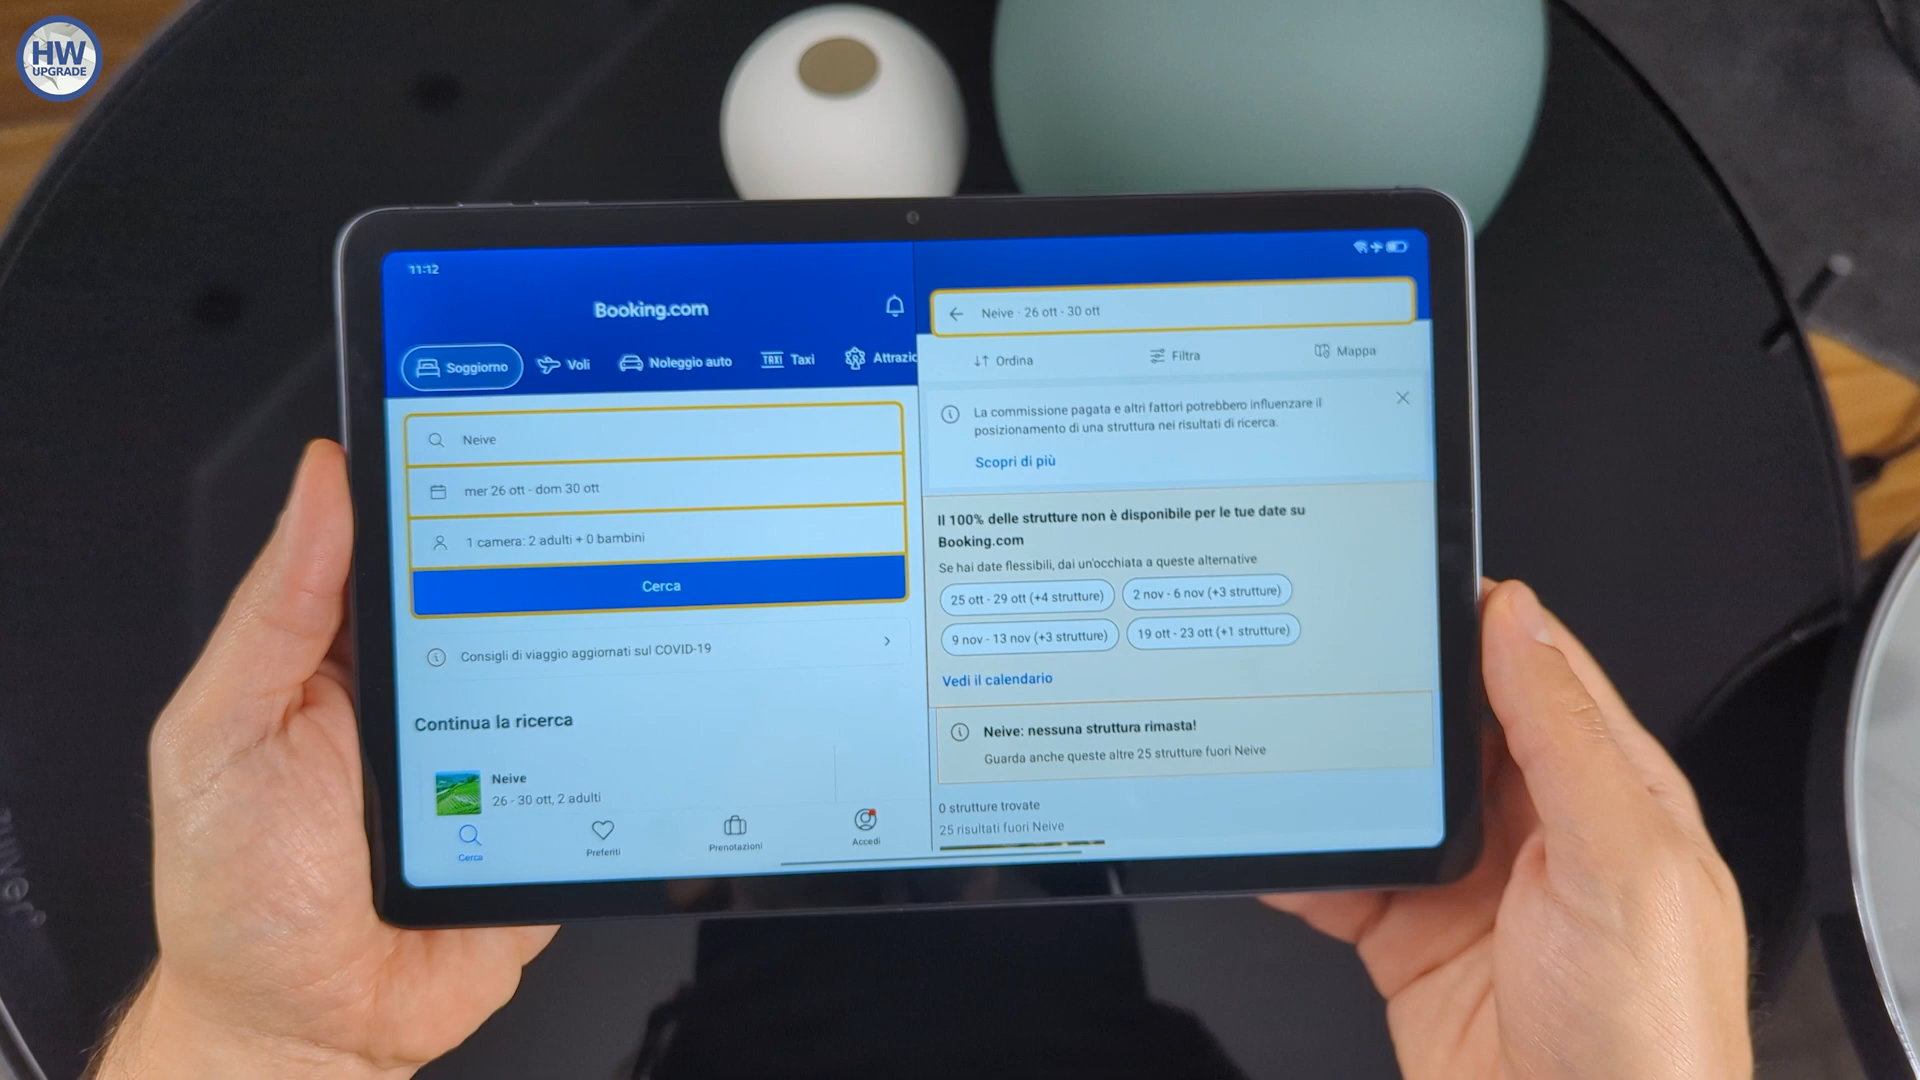 HW
UPGRADE
11:12
Booking.com
Soggiorno
Voli
Noleggio auto
TAXI
Taxi
Attrazio
Neive
mer 26 ott - dom 30 ott
1 camera: 2 adulti + 0 bambini
Cerca
Consigli di viaggio aggiornati sul COVID-19
Continua la ricerca
Neive
26 - 30 ott, 2 adulti
Cerca
Preferiti
Prenotazioni
Accedi
Neive · 26 ott - 30 ott
Ordina
Filtra
Mappa
La commissione pagata e altri fattori potrebbero influenzare il
posizionamento di una struttura nei risultati di ricerca.
Scopri di più
Il 100% delle strutture non è disponibile per le tue date su
Booking.com
Se hai date flessibili, dai un'occhiata a queste alternative
25 ott - 29 ott (+4 strutture)
2 nov - 6 nov (+3 strutture)
9 nov - 13 nov (+3 strutture)
19 ott - 23 ott (+1 strutture)
Vedi il calendario
Neive: nessuna struttura rimasta!
Guarda anche queste altre 25 strutture fuori Neive
0 strutture trovate
25 risultati fuori Neive